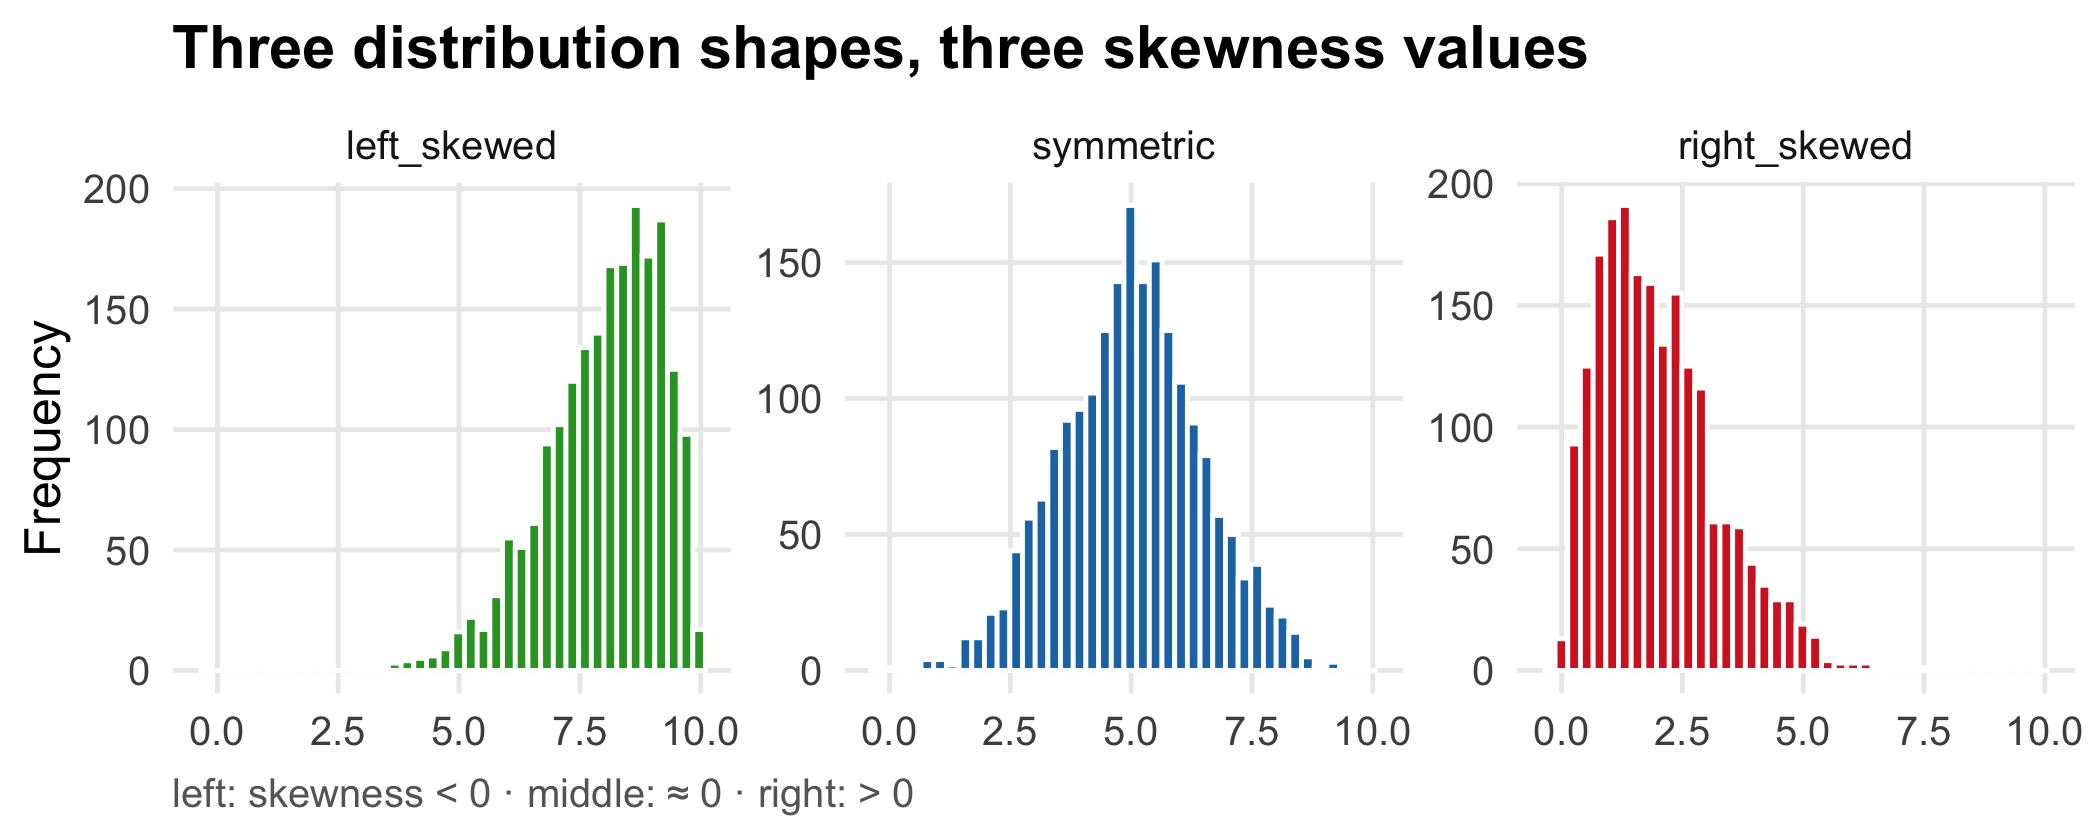 Three distribution shapes, three skewness values
left_skewed
symmetric
right_skewed
Frequency
200
150
100
50
0
0.0 2.5 5.0 7.5 10.0
150
100
50
0
0.0 2.5 5.0 7.5 10.0
200
150
100
50
0
0.0 2.5 5.0 7.5 10.0
left: skewness < 0 · middle: ≈ 0 · right: > 0